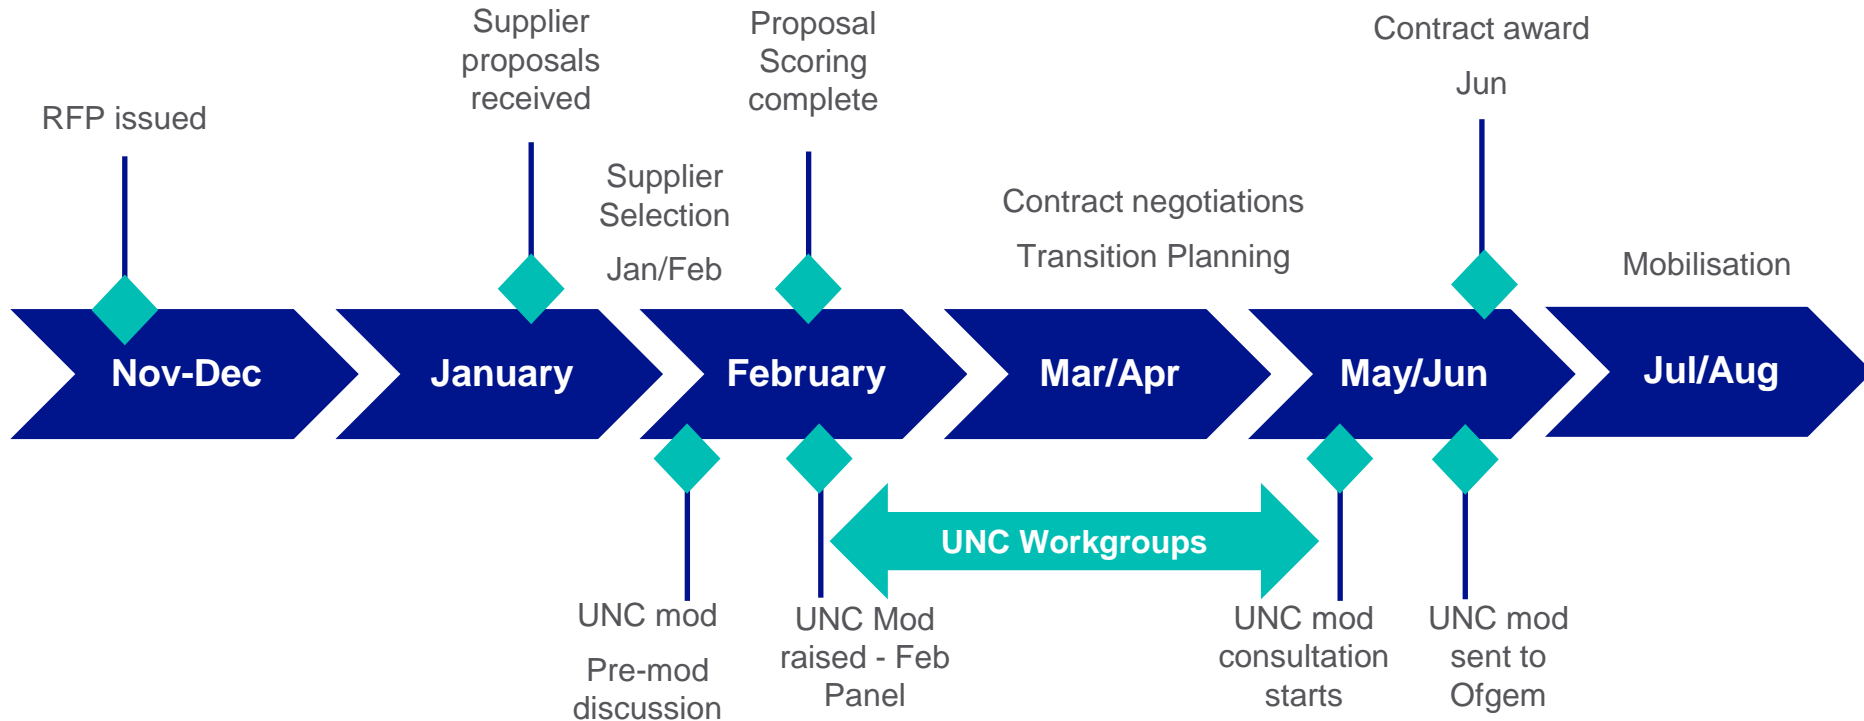 RFP issued
Supplier
proposals
received
Supplier
Selection
Jan/Feb
Proposal
Scoring
complete
Contract negotiations
Transition Planning
Contract award
Jun
Mobilisation
Nov-Dec
January
February
Mar/Apr
May/Jun
Jul/Aug
UNC Workgroups
UNC mod
Pre-mod
discussion
UNC Mod
raised - Feb
Panel
UNC mod
consultation
starts
UNC mod
sent to
Ofgem